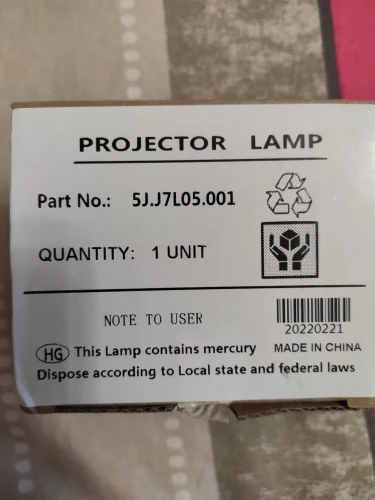 PROJECTOR LAMP
Part No.: 5J.J7L05.001
QUANTITY: 1 UNIT
NOTE TO USER
20220221
HG This Lamp contains mercury MADE IN CHINA
Dispose according to Local state and federal laws